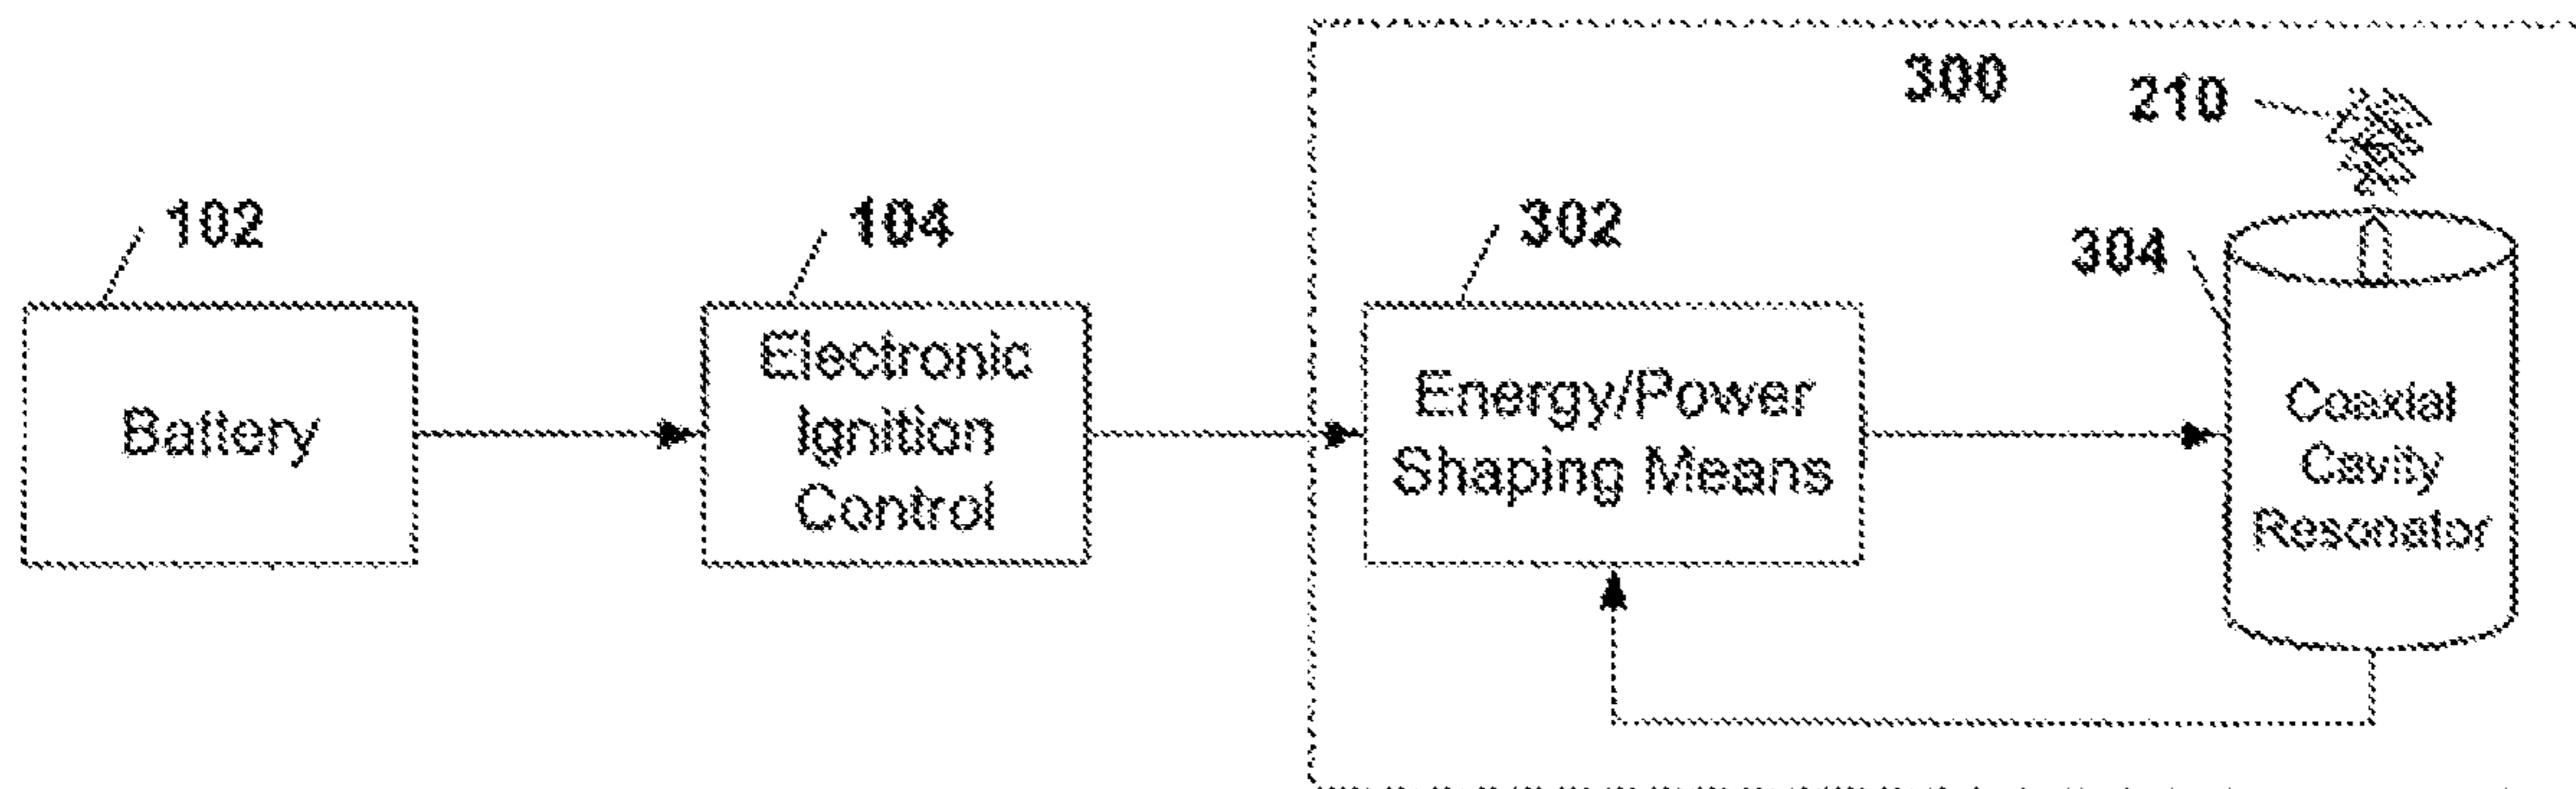 300
210
102
104
302
304
Battery
Electronic
Ignition
Control
Energy/Power
Shaping Means
Coaxial
Cavity
Resonator